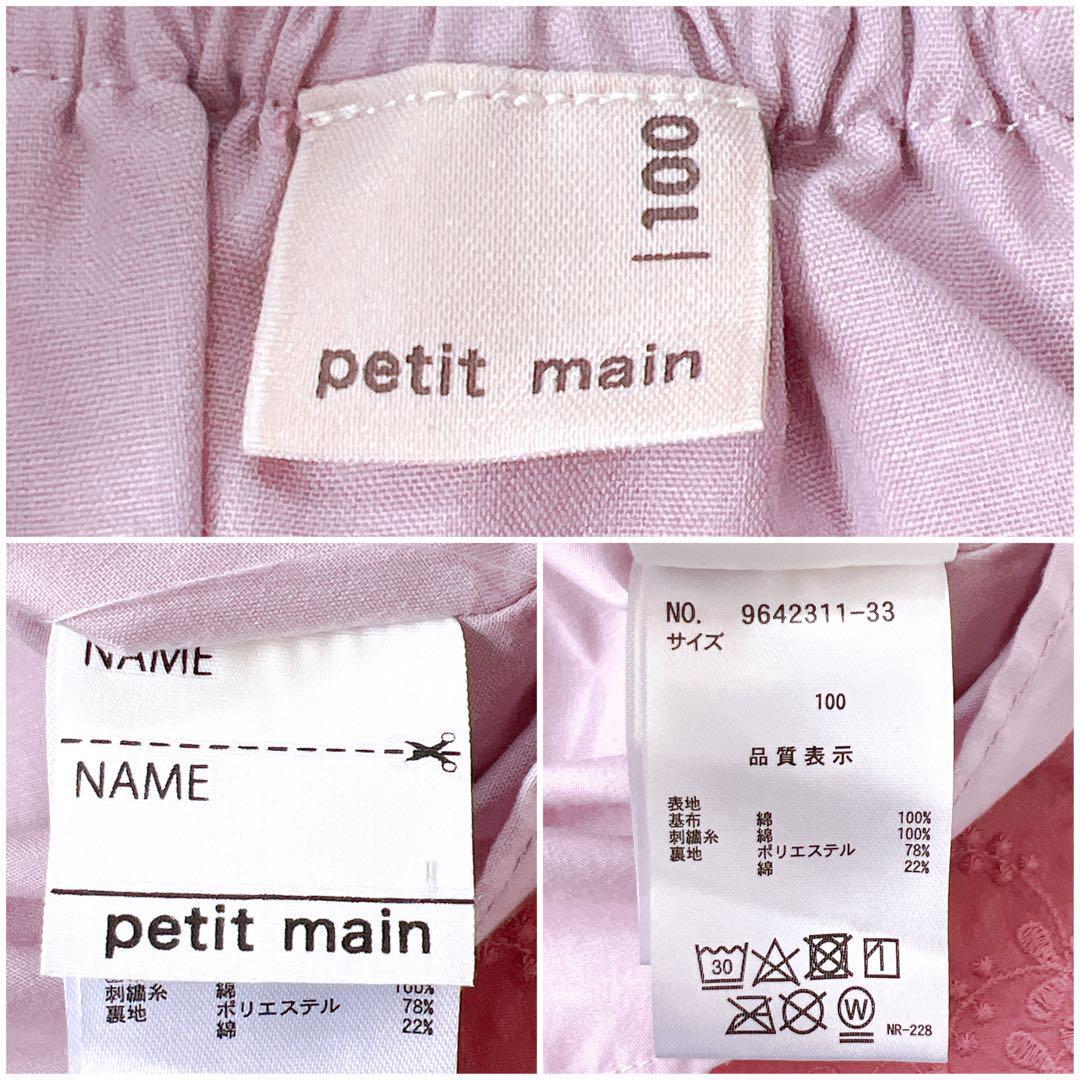 100
petit main
NAME
NAME
petit main
刺繍糸 綿 100%
裏地 ポリエステル 78%
綿 22%
NO. 9642311-33
サイズ
100
品質表示
表地
基布 綿 100%
刺繍糸 綿 100%
裏地 ポリエステル 78%
綿 22%
30
W
NR-228